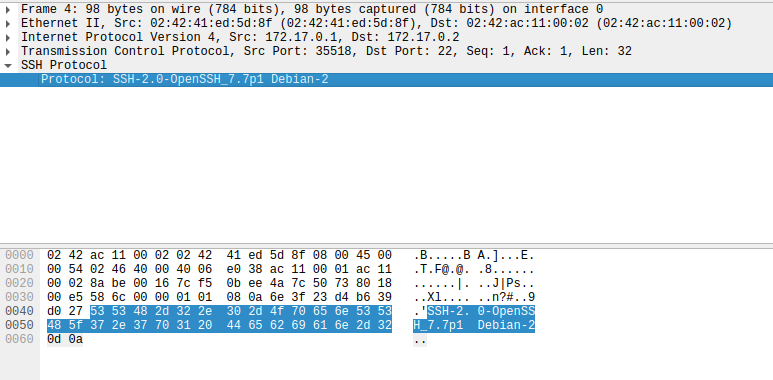 Frame 4: 98 bytes on wire (784 bits), 98 bytes captured (784 bits) on interface 0
Ethernet II, Src: 02:42:41:ed:5d:8f (02:42:41:ed:5d:8f), Dst: 02:42:ac:11:00:02 (02:42:ac:11:00:02)
Internet Protocol Version 4, Src: 172.17.0.1, Dst: 172.17.0.2
Transmission Control Protocol, Src Port: 35518, Dst Port: 22, Seq: 1, Ack: 1, Len: 32
SSH Protocol
Protocol: SSH-2.0-OpenSSH_7.7p1 Debian-2
0000 02 42 ac 11 00 02 02 42 41 ed 5d 8f 08 00 45 00 .B.....B A.]...E.
0010 00 54 02 46 40 00 40 06 e0 38 ac 11 00 01 ac 11 .T.F@.@. .8......
0020 00 02 8a be 00 16 7c f5 0b ee 4a 7c 50 73 80 18 ......|. ..J|Ps..
0030 00 e5 58 6c 00 00 01 01 08 0a 6e 3f 23 d4 b6 39 ..Xl.... ..n?#..9
0040 d0 27 53 53 48 2d 32 2e 30 2d 4f 70 65 6e 53 53 .'SSH-2. 0-OpenSS
0050 48 5f 37 2e 37 70 31 20 44 65 62 69 61 6e 2d 32 H_7.7p1 Debian-2
0060 0d 0a ..